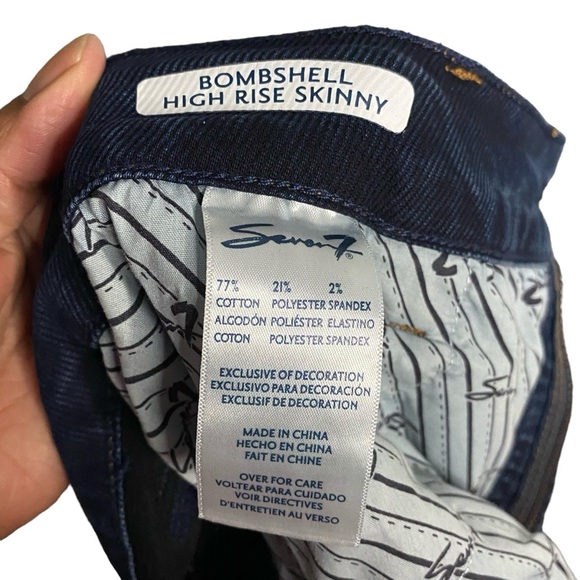 BOMBSHELL
HIGH RISE SKINNY
Seven7®
77% 21% 2%
COTTON POLYESTER SPANDEX
ALGODÓN POLIÉSTER ELASTINO
COTON POLYESTER SPANDEX
EXCLUSIVE OF DECORATION
EXCLUSIVO PARA DECORACIÓN
EXCLUSIF DE DECORATION
MADE IN CHINA
HECHO EN CHINA
FAIT EN CHINE
OVER FOR CARE
VOLTEAR PARA CUIDADO
VOIR DIRECTIVES
D'ENTRETIEN AU VERSO
7
7